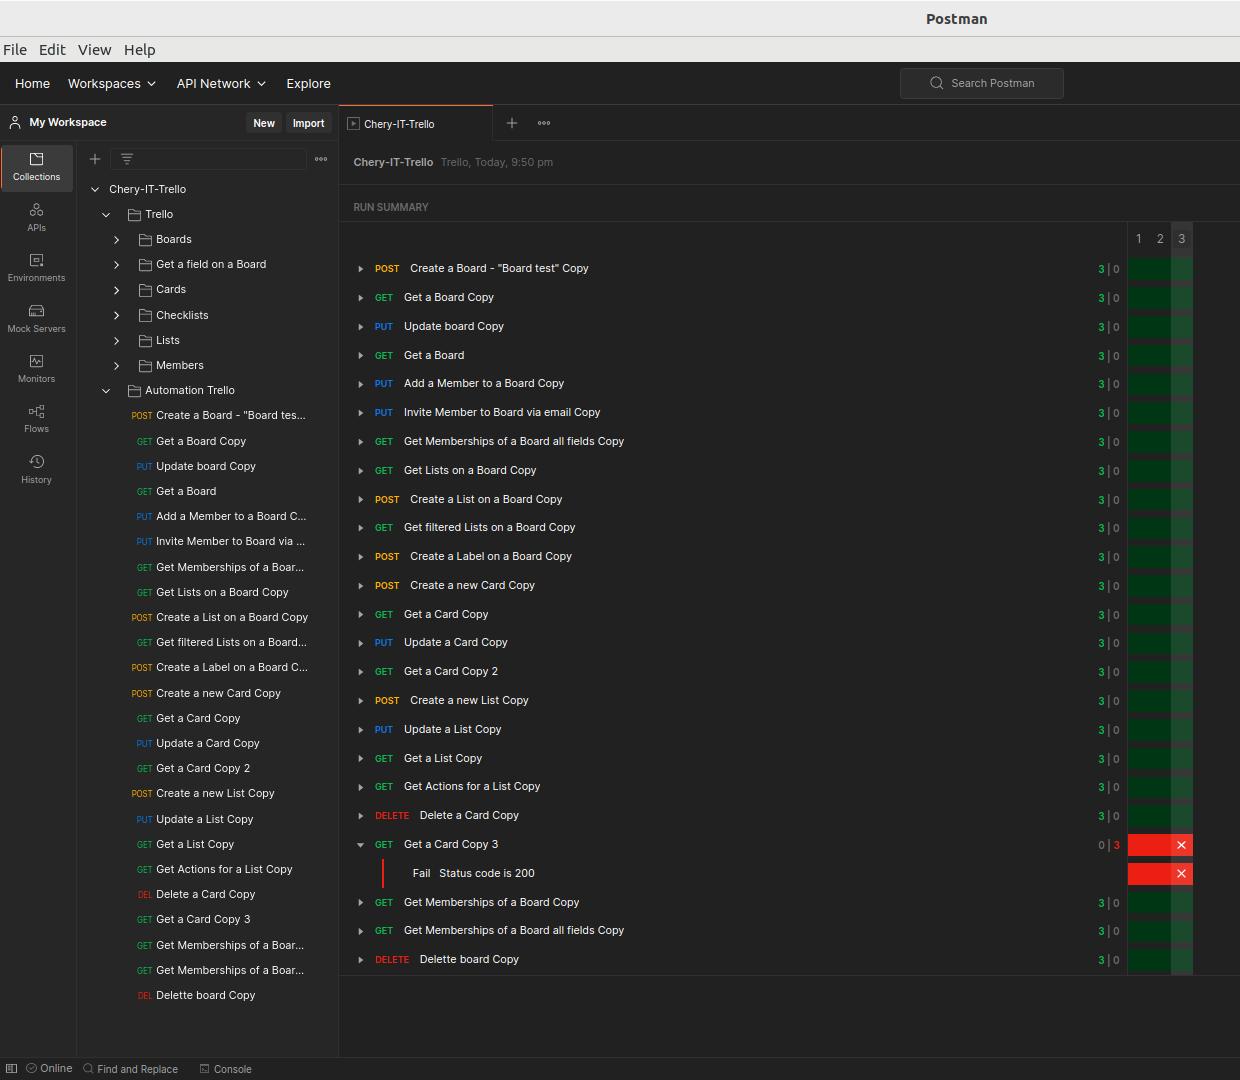 Postman
File Edit View Help
Home Workspaces API Network Explore Search Postman
My Workspace New Import
Chery-IT-Trello
Collections
APIs
Environments
Mock Servers
Monitors
Flows
History
Chery-IT-Trello
Trello
Boards
Get a field on a Board
Cards
Checklists
Lists
Members
Automation Trello
POST Create a Board - "Board tes...
GET Get a Board Copy
PUT Update board Copy
GET Get a Board
PUT Add a Member to a Board C...
PUT Invite Member to Board via ...
GET Get Memberships of a Boar...
GET Get Lists on a Board Copy
POST Create a List on a Board Copy
GET Get filtered Lists on a Board...
POST Create a Label on a Board C...
POST Create a new Card Copy
GET Get a Card Copy
PUT Update a Card Copy
GET Get a Card Copy 2
POST Create a new List Copy
PUT Update a List Copy
GET Get a List Copy
GET Get Actions for a List Copy
DEL Delete a Card Copy
GET Get a Card Copy 3
GET Get Memberships of a Boar...
GET Get Memberships of a Boar...
DEL Delette board Copy
Chery-IT-Trello Trello, Today, 9:50 pm
RUN SUMMARY
1 2 3
POST Create a Board - "Board test" Copy 3 | 0
GET Get a Board Copy 3 | 0
PUT Update board Copy 3 | 0
GET Get a Board 3 | 0
PUT Add a Member to a Board Copy 3 | 0
PUT Invite Member to Board via email Copy 3 | 0
GET Get Memberships of a Board all fields Copy 3 | 0
GET Get Lists on a Board Copy 3 | 0
POST Create a List on a Board Copy 3 | 0
GET Get filtered Lists on a Board Copy 3 | 0
POST Create a Label on a Board Copy 3 | 0
POST Create a new Card Copy 3 | 0
GET Get a Card Copy 3 | 0
PUT Update a Card Copy 3 | 0
GET Get a Card Copy 2 3 | 0
POST Create a new List Copy 3 | 0
PUT Update a List Copy 3 | 0
GET Get a List Copy 3 | 0
GET Get Actions for a List Copy 3 | 0
DELETE Delete a Card Copy 3 | 0
GET Get a Card Copy 3 0 | 3
Fail Status code is 200
GET Get Memberships of a Board Copy 3 | 0
GET Get Memberships of a Board all fields Copy 3 | 0
DELETE Delette board Copy 3 | 0
Online Find and Replace Console